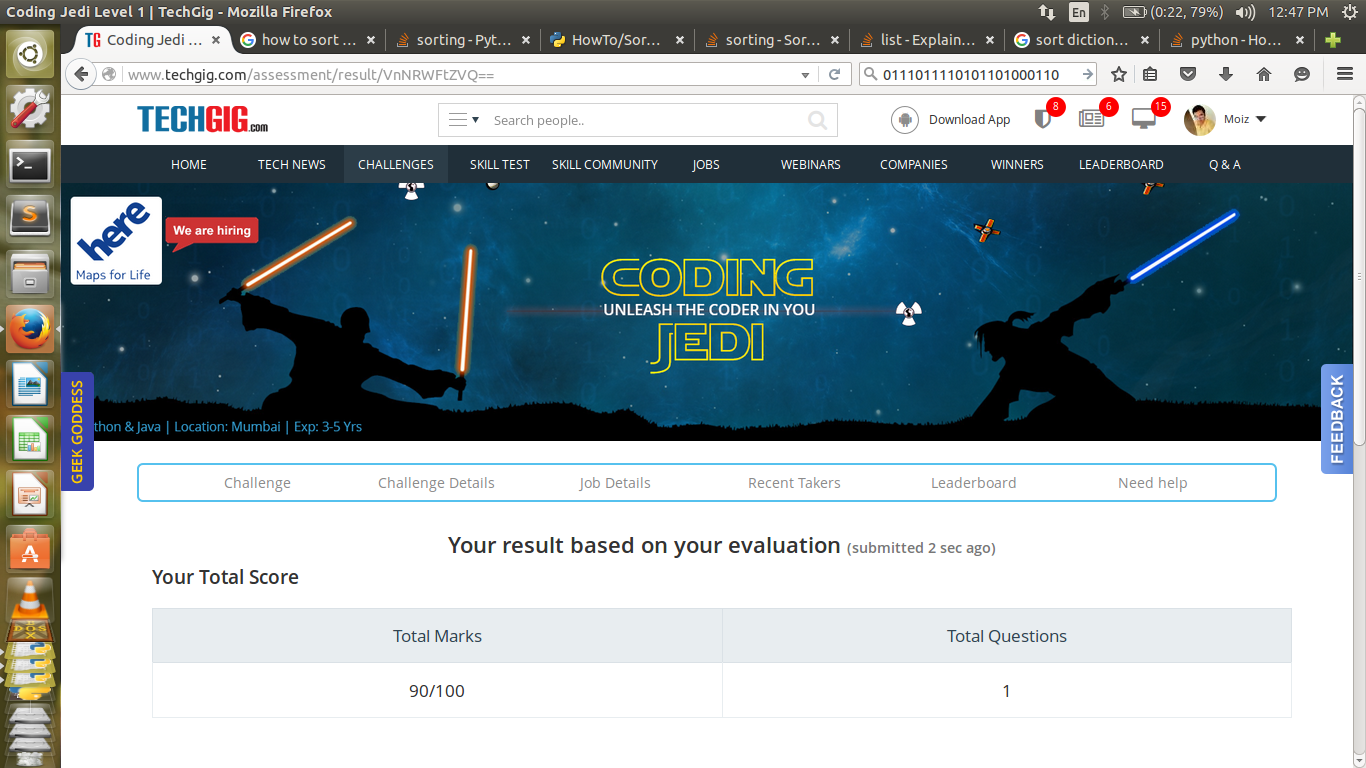 Coding Jedi Level 1 | TechGig - Mozilla Firefox
En (0:22, 79%) 12:47 PM
TG Coding Jedi ... how to sort ... sorting - Pyt... HowTo/Sor... sorting - Sor... list - Explain... sort diction... python - Ho...
www.techgig.com/assessment/result/VnNRWFtZVQ==
0111011110101101000110
TECHGIG.com
Search people..
Download App
8
6
15
Moiz
HOME TECH NEWS CHALLENGES SKILL TEST SKILL COMMUNITY JOBS WEBINARS COMPANIES WINNERS LEADERBOARD Q & A
here
Maps for Life
We are hiring
CODING
UNLEASH THE CODER IN YOU
JEDI
GEEK GODDESS
FEEDBACK
thon & Java | Location: Mumbai | Exp: 3-5 Yrs
Challenge Challenge Details Job Details Recent Takers Leaderboard Need help
Your result based on your evaluation (submitted 2 sec ago)
Your Total Score
Total Marks Total Questions
90/100 1